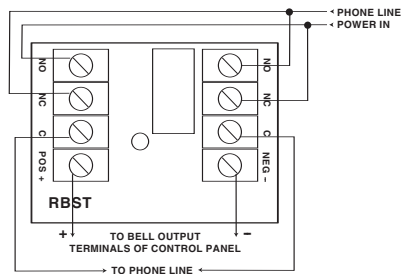 PHONE LINE
POWER IN
NO
NO
NC
NC
C
C
POS +
NEG –
RBST
+ TO BELL OUTPUT –
TERMINALS OF CONTROL PANEL
TO PHONE LINE